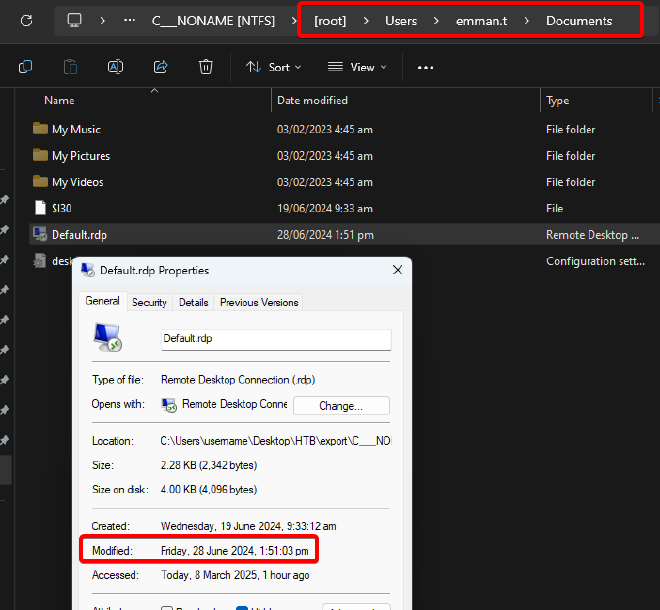 C___NONAME [NTFS] > [root] > Users > emman.t > Documents
Sort View ...
Name Date modified Type
My Music 03/02/2023 4:45 am File folder
My Pictures 03/02/2023 4:45 am File folder
My Videos 03/02/2023 4:45 am File folder
$I30 19/06/2024 9:33 am File
Default.rdp 28/06/2024 1:51 pm Remote Desktop ...
Configuration sett...
Default.rdp Properties
General Security Details Previous Versions
Default.rdp
Type of file: Remote Desktop Connection (.rdp)
Opens with: Remote Desktop Conne Change...
Location: C:\Users\username\Desktop\HTB\export\C___NO
Size: 2.28 KB (2,342 bytes)
Size on disk: 4.00 KB (4,096 bytes)
Created: Wednesday, 19 June 2024, 9:33:12 am
Modified: Friday, 28 June 2024, 1:51:03 pm
Accessed: Today, 8 March 2025, 1 hour ago